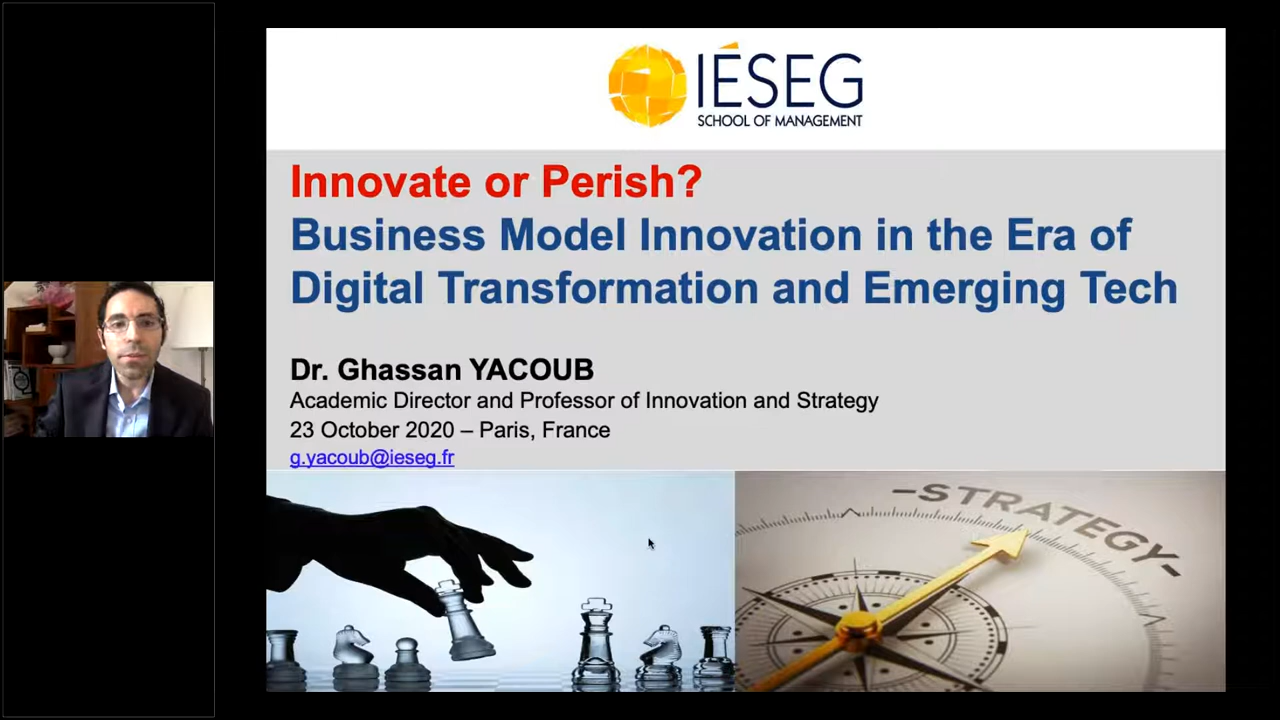 IÉSEG
SCHOOL OF MANAGEMENT
Innovate or Perish?
Business Model Innovation in the Era of
Digital Transformation and Emerging Tech
Dr. Ghassan YACOUB
Academic Director and Professor of Innovation and Strategy
23 October 2020 – Paris, France
g.yacoub@ieseg.fr
–STRATEGY–